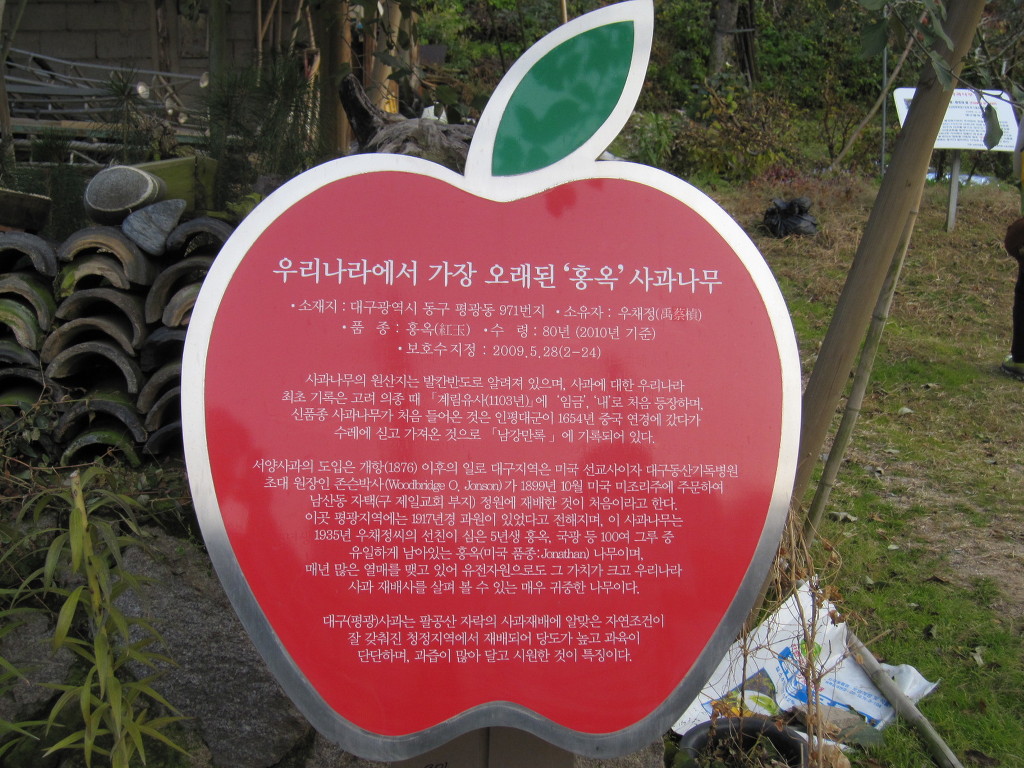 우리나라에서 가장 오래된 '홍옥' 사과나무
• 소재지 : 대구광역시 동구 평광동 971번지 • 소유자 : 우채정(禹蔡楨)
• 품 종 : 홍옥(紅玉) • 수 령 : 80년 (2010년 기준)
• 보호수지정 : 2009.5.28(2-24)
사과나무의 원산지는 발칸반도로 알려져 있으며, 사과에 대한 우리나라
최초 기록은 고려 의종 때 「계림유사(1103년)」에 '임금', '내'로 처음 등장하며,
신품종 사과나무가 처음 들어온 것은 인평대군이 1654년 중국 연경에 갔다가
수레에 싣고 가져온 것으로 「남강만록」에 기록되어 있다.
서양사과의 도입은 개항(1876) 이후의 일로 대구지역은 미국 선교사이자 대구동산기독병원
초대 원장인 존슨박사(Woodbridge O. Jonson)가 1899년 10월 미국 미조리주에 주문하여
남산동 자택(구 제일교회 부지) 정원에 재배한 것이 처음이라고 한다.
이곳 평광지역에는 1917년경 과원이 있었다고 전해지며, 이 사과나무는
1935년 우채정씨의 선친이 심은 5년생 홍옥, 국광 등 100여 그루 중
유일하게 남아있는 홍옥(미국 품종:Jonathan) 나무이며,
매년 많은 열매를 맺고 있어 유전자원으로도 그 가치가 크고 우리나라
사과 재배사를 살펴 볼 수 있는 매우 귀중한 나무이다.
대구(평광)사과는 팔공산 자락의 사과재배에 알맞은 자연조건이
잘 갖춰진 청정지역에서 재배되어 당도가 높고 과육이
단단하며, 과즙이 많아 달고 시원한 것이 특징이다.